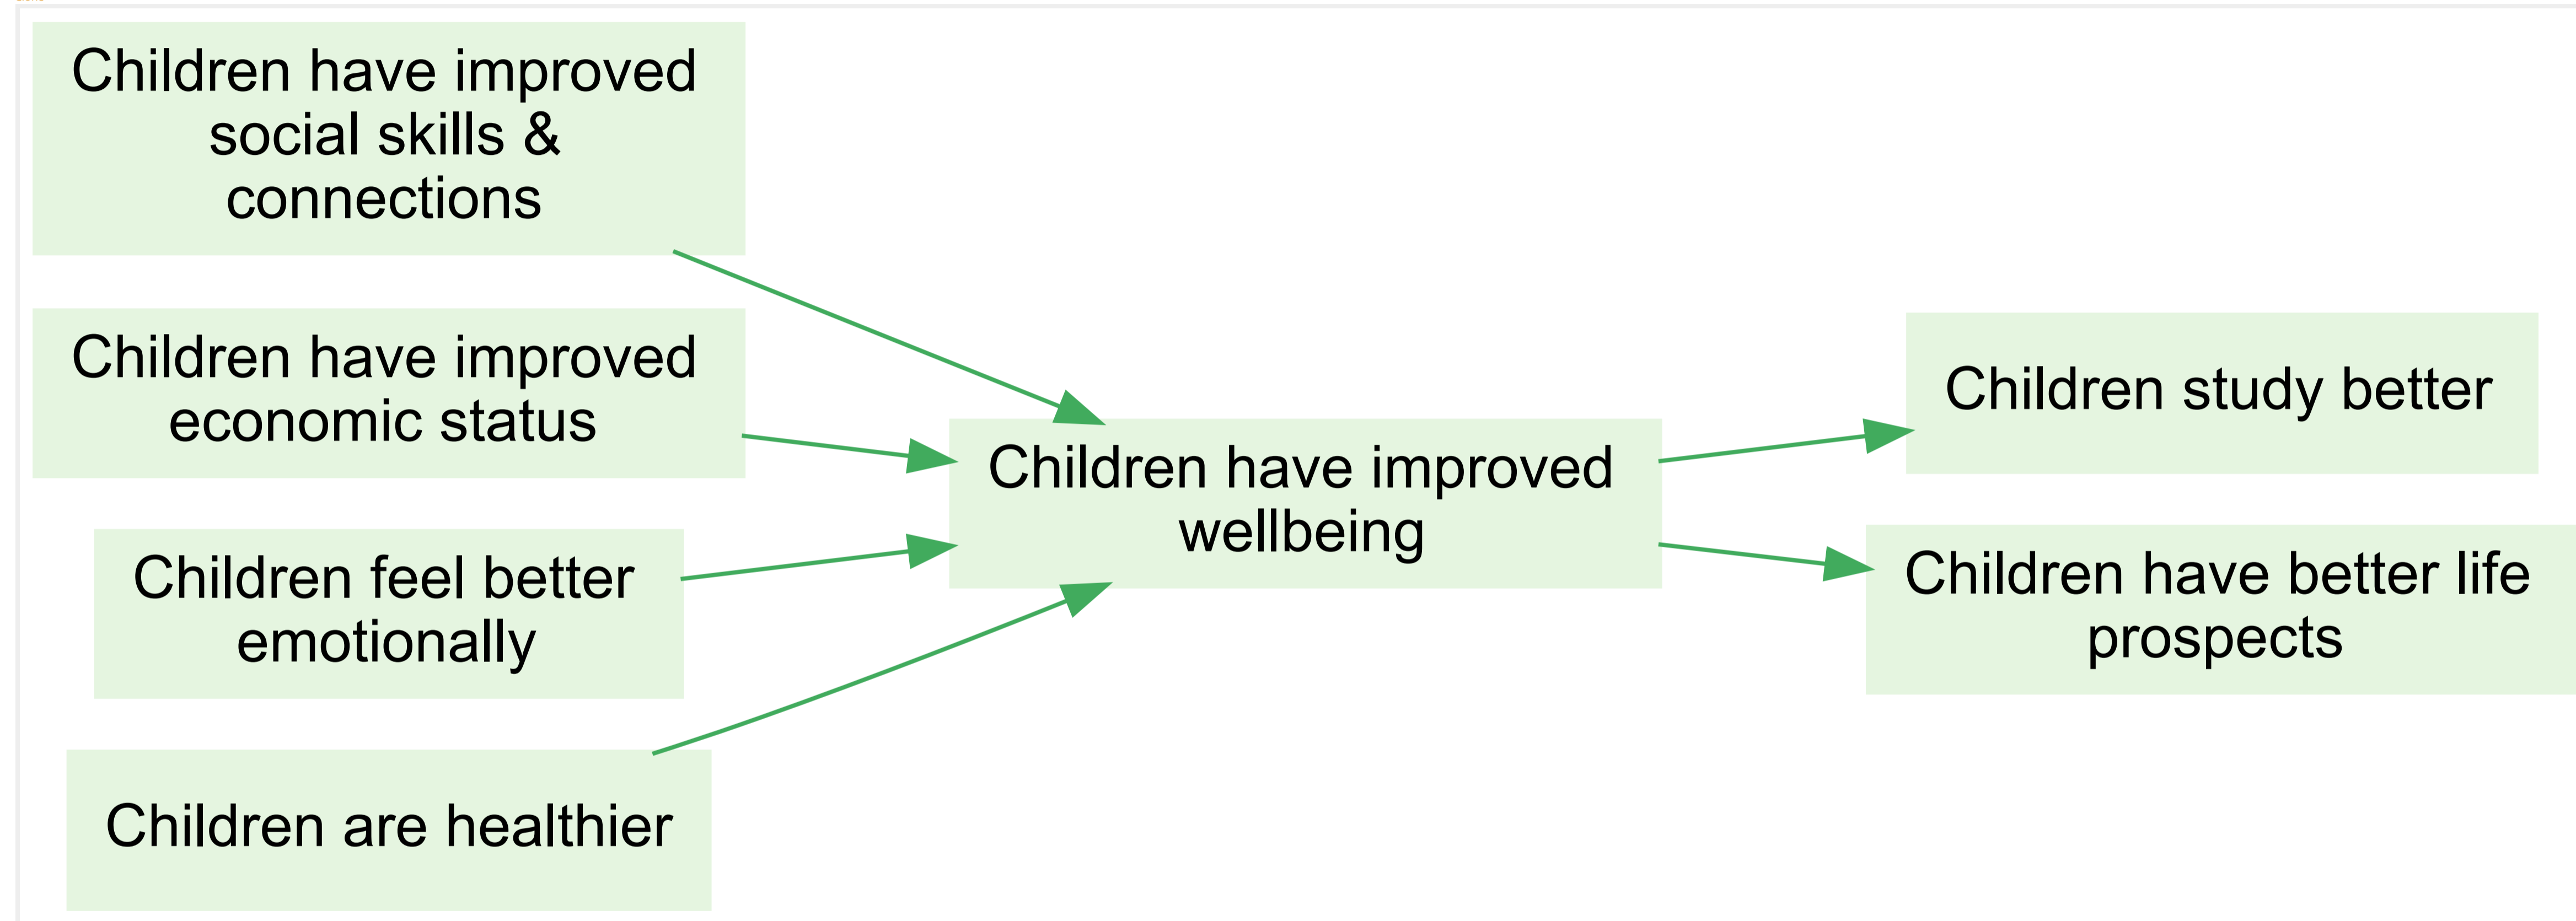 Children have improved
social skills &
connections
Children have improved
economic status
Children feel better
emotionally
Children are healthier
Children have improved
wellbeing
Children study better
Children have better life
prospects